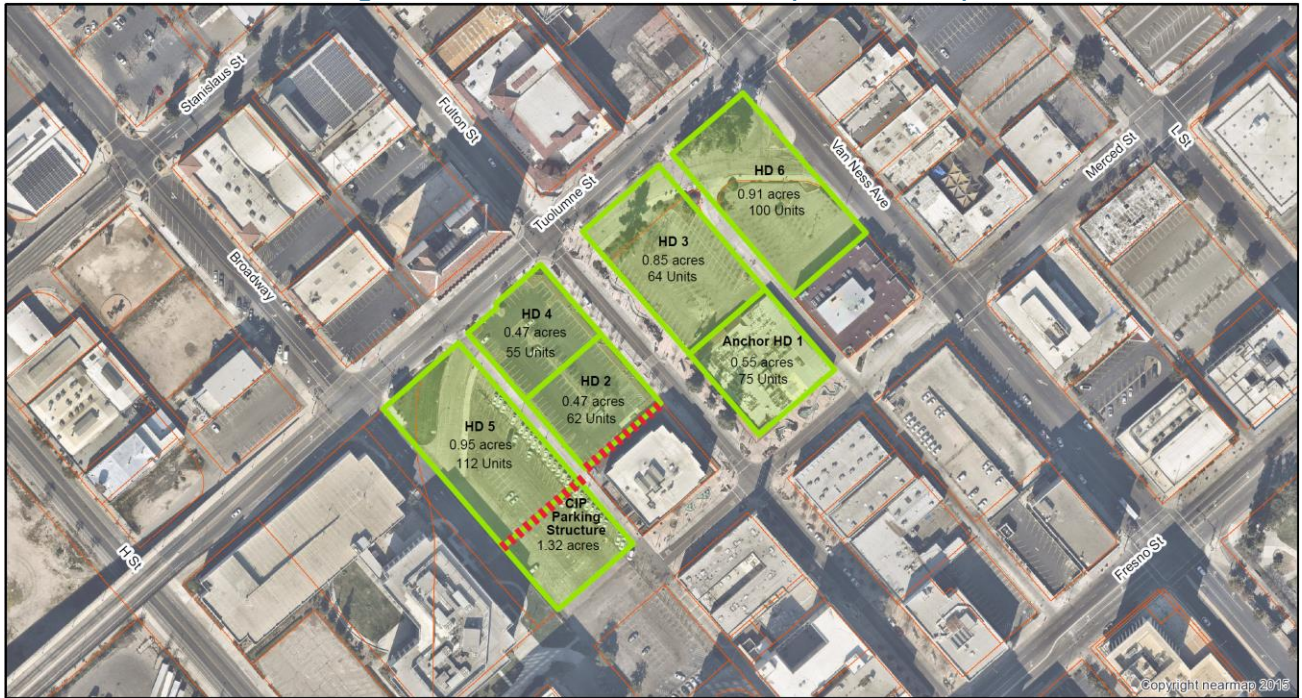 Stanislaus St
Fulton St
Tuolumne St
Van Ness Ave
Merced St
L St
Broadway
HD 6
0.91 acres
100 Units
HD 3
0.85 acres
64 Units
HD 4
0.47 acres
55 Units
Anchor HD 1
0.55 acres
75 Units
HD 2
0.47 acres
62 Units
HD 5
0.95 acres
112 Units
CIP
Parking
Structure
1.32 acres
H St
Fresno St
Copyright nearmap 2015